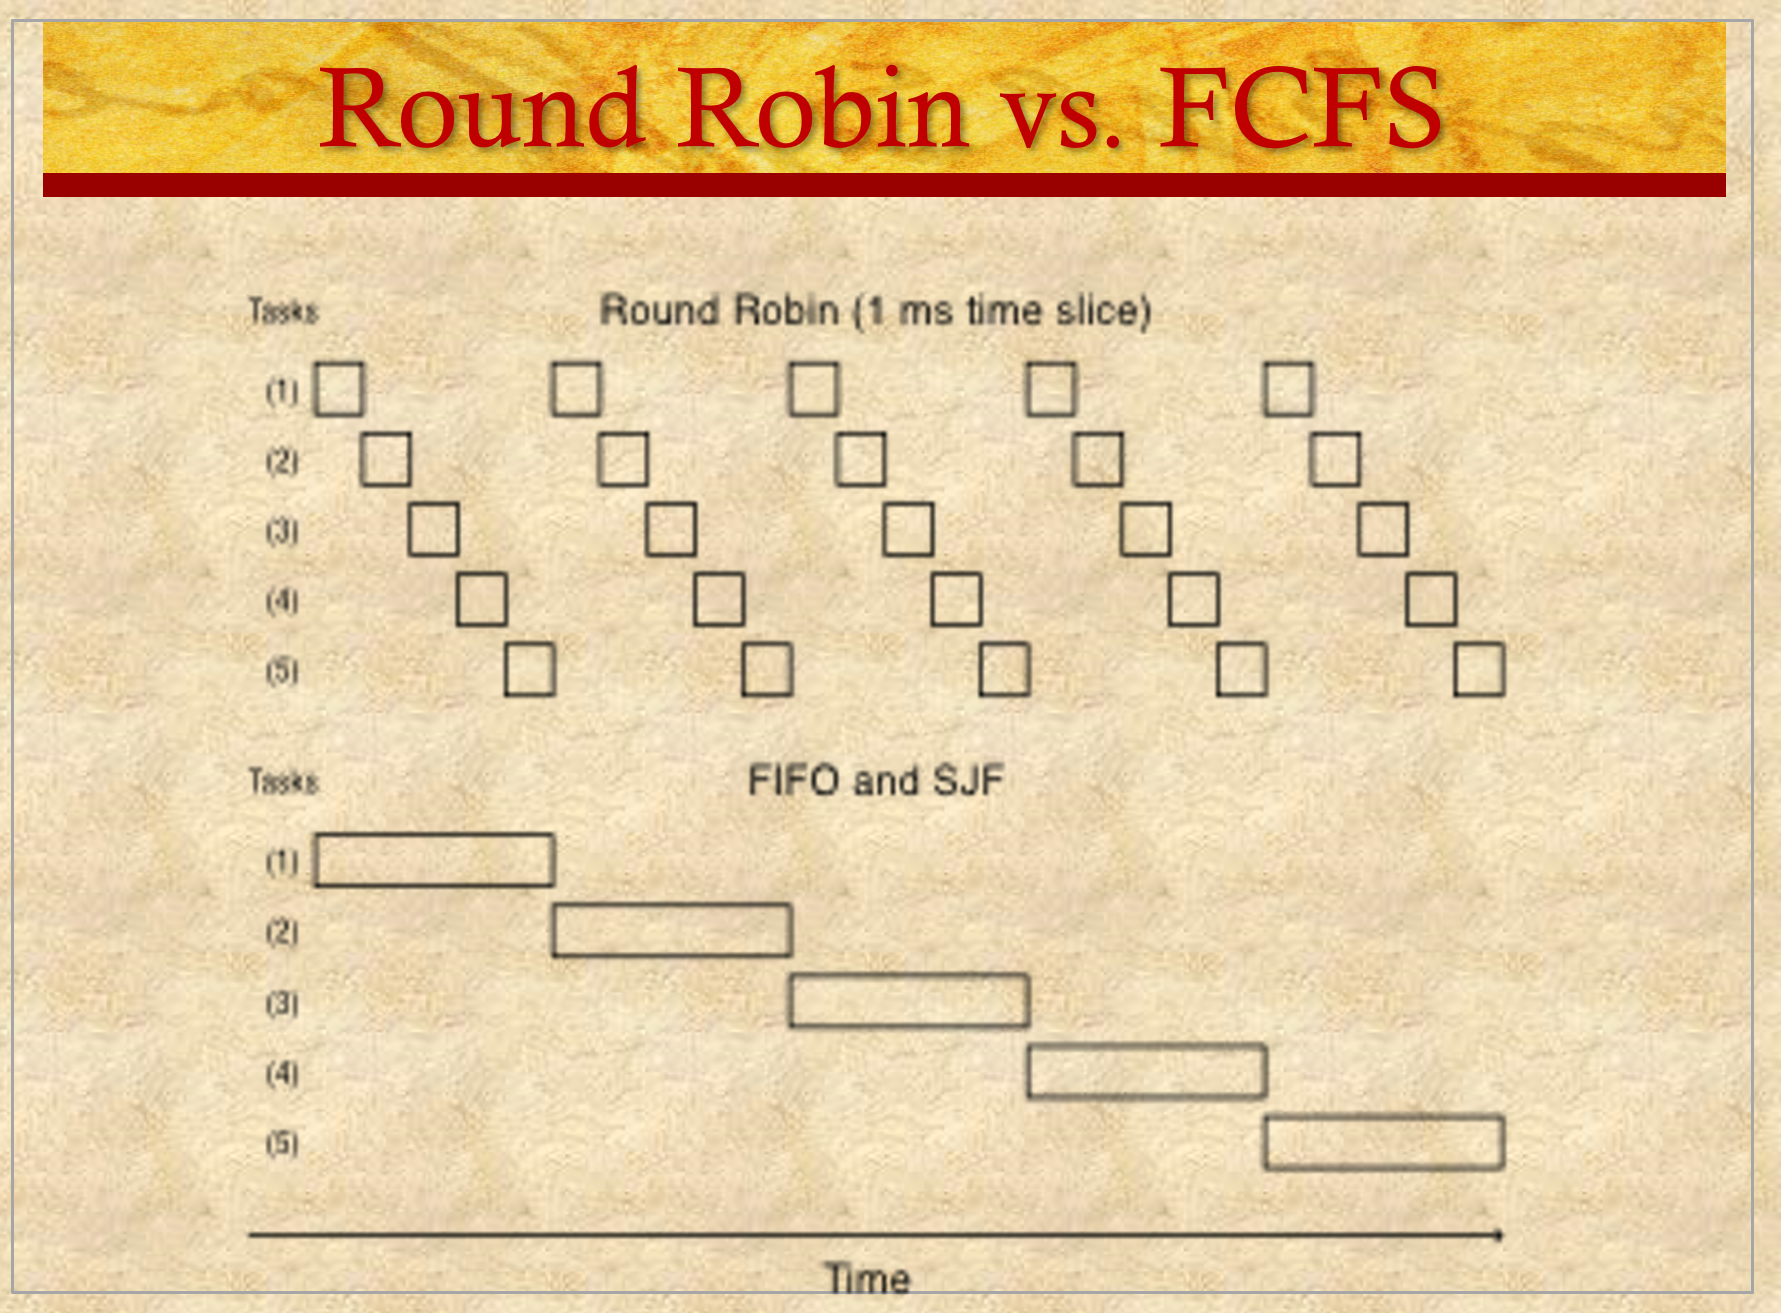 Round Robin vs. FCFS
Tasks
Round Robin (1 ms time slice)
(1)
(2)
(3)
(4)
(5)
Tasks
FIFO and SJF
(1)
(2)
(3)
(4)
(5)
Time